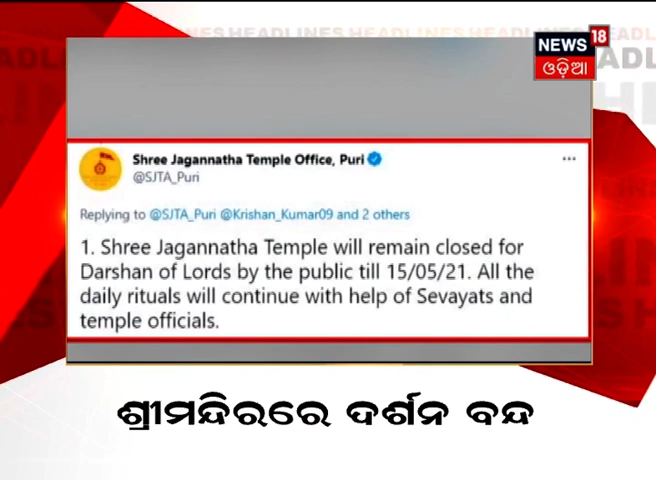 HEADLINES HEADLINES
NEWS 18
ଓଡ଼ିଆ
Shree Jagannatha Temple Office, Puri
@SJTA_Puri
Replying to @SJTA_Puri @Krishan_Kumar09 and 2 others
1. Shree Jagannatha Temple will remain closed for
Darshan of Lords by the public till 15/05/21. All the
daily rituals will continue with help of Sevayats and
temple officials.
ଶ୍ରୀମନ୍ଦିରରେ ଦର୍ଶନ ବନ୍ଦ